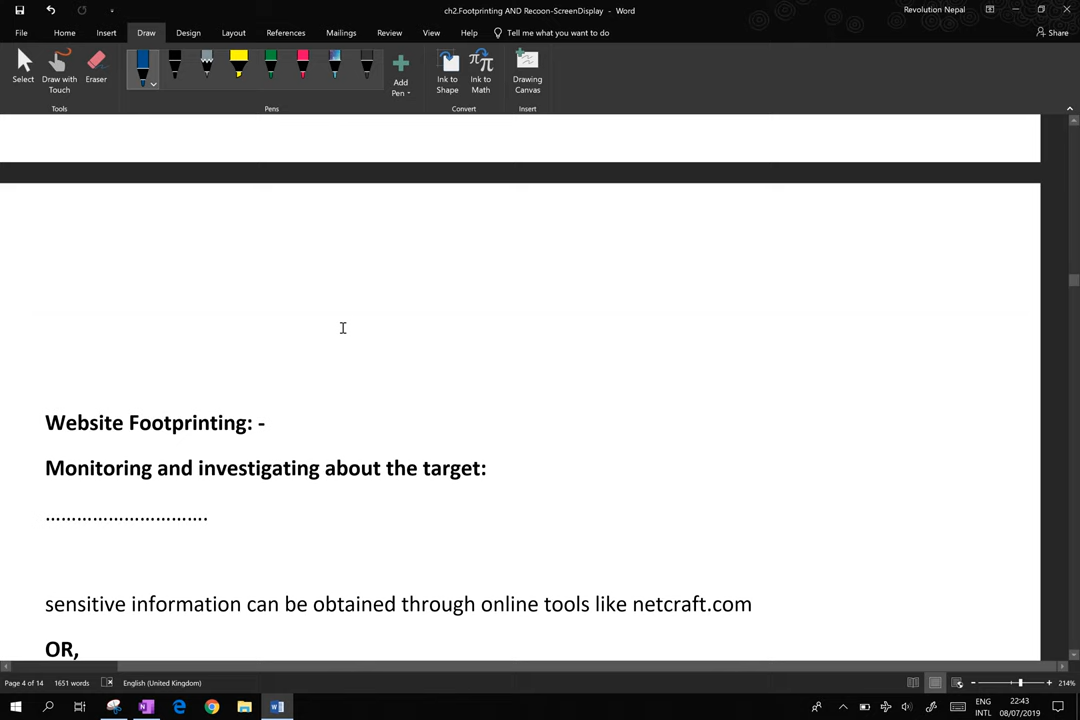 ch2.Footprinting AND Recoon-ScreenDisplay - Word
Revolution Nepal
File Home Insert Draw Design Layout References Mailings Review View Help Tell me what you want to do
Share
Select Draw with Touch Eraser Add Pen Ink to Shape Ink to Math Drawing Canvas
Tools Pens Convert Insert
Website Footprinting: -
Monitoring and investigating about the target:
………………………….
sensitive information can be obtained through online tools like netcraft.com
OR,
Page 4 of 14 1651 words English (United Kingdom) 214%
ENG 22:43
INTL 08/07/2019